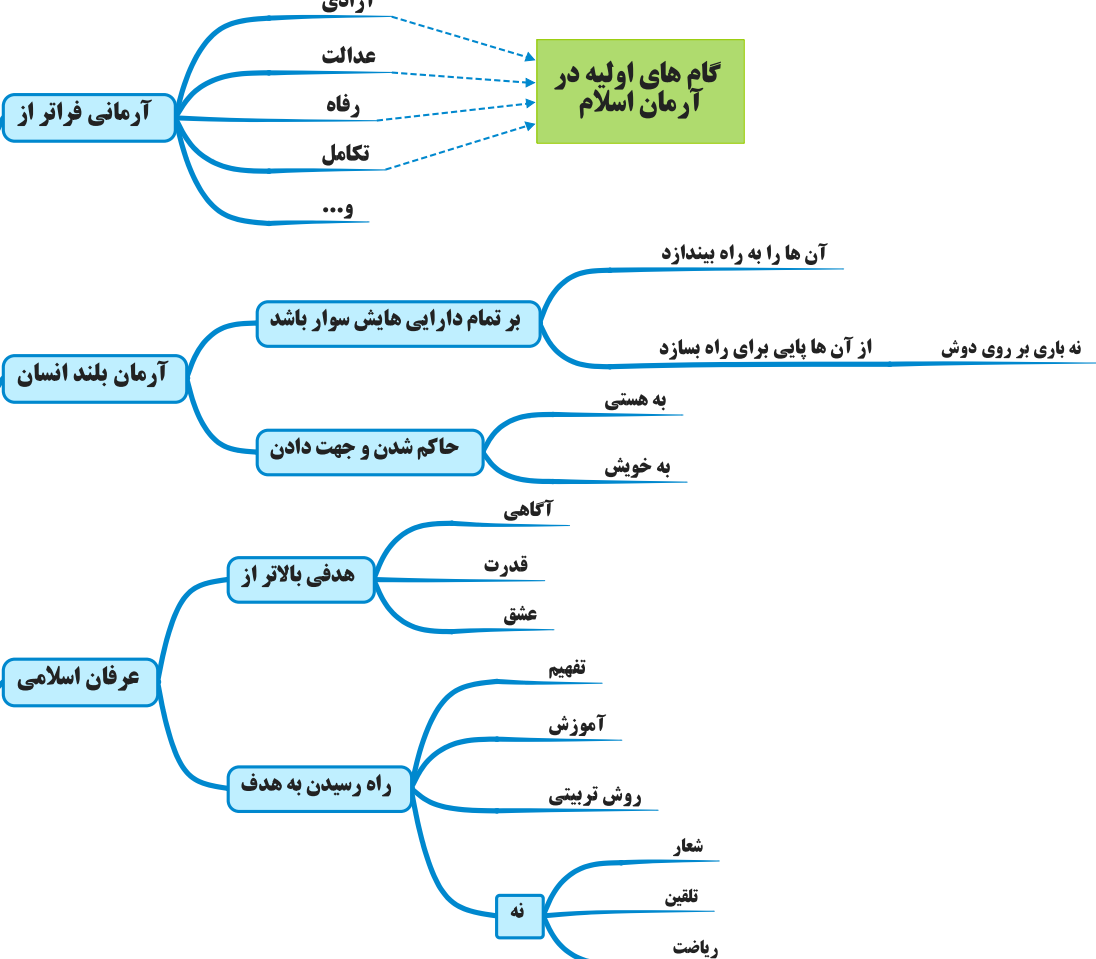 آزادی
عدالت
رفاه
تکامل
و...
آرمانی فراتر از
گام های اولیه در
آرمان اسلام
آرمان بلند انسان
بر تمام دارایی هایش سوار باشد
آن ها را به راه بیندازد
از آن ها پایی برای راه بسازد
نه باری بر روی دوش
حاکم شدن و جهت دادن
به هستی
به خویش
عرفان اسلامی
هدفی بالاتر از
آگاهی
قدرت
عشق
راه رسیدن به هدف
تفهیم
آموزش
روش تربیتی
نه
شعار
تلقین
ریاضت